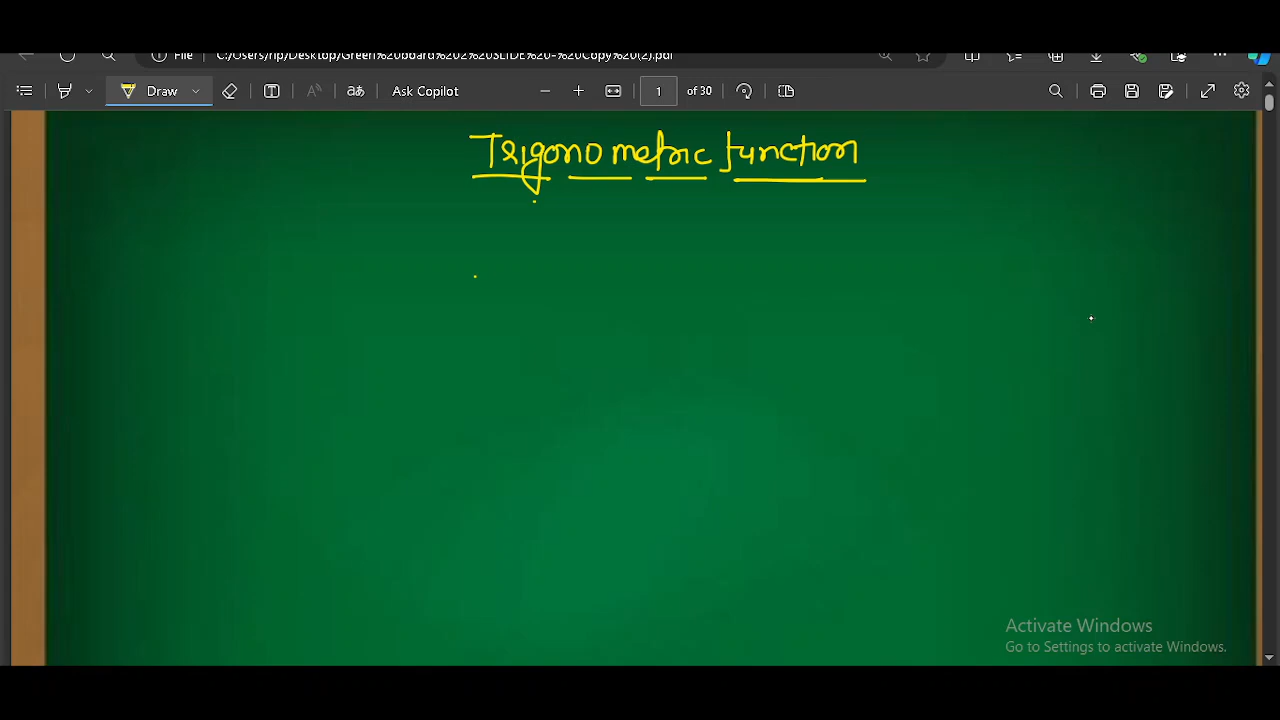 File C:/Users/hp/Desktop/Green%20board%202%20SLIDE%20-%20Copy%20(2).pdf
Draw Ask Copilot 1 of 30
Trigonometric function
Activate Windows
Go to Settings to activate Windows.